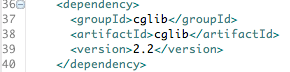 36 <dependency>
37 <groupId>cglib</groupId>
38 <artifactId>cglib</artifactId>
39 <version>2.2</version>
40 </dependency>